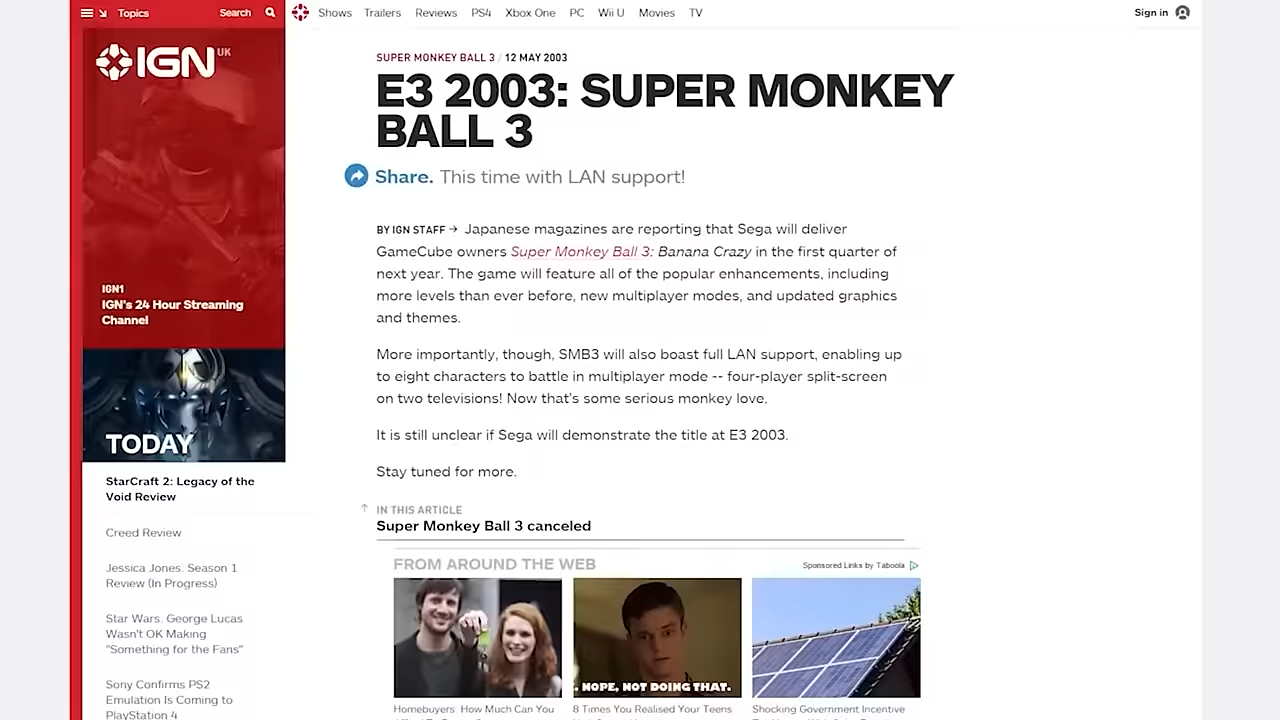 Topics Search Shows Trailers Reviews PS4 Xbox One PC Wii U Movies TV Sign in
IGN UK
IGN1
IGN's 24 Hour Streaming
Channel
TODAY
StarCraft 2: Legacy of the
Void Review
Creed Review
Jessica Jones. Season 1
Review (In Progress)
Star Wars. George Lucas
Wasn't OK Making
"Something for the Fans"
Sony Confirms PS2
Emulation Is Coming to
PlayStation 4
SUPER MONKEY BALL 3 / 12 MAY 2003
E3 2003: SUPER MONKEY
BALL 3
Share. This time with LAN support!
BY IGN STAFF → Japanese magazines are reporting that Sega will deliver
GameCube owners Super Monkey Ball 3: Banana Crazy in the first quarter of
next year. The game will feature all of the popular enhancements, including
more levels than ever before, new multiplayer modes, and updated graphics
and themes.
More importantly, though, SMB3 will also boast full LAN support, enabling up
to eight characters to battle in multiplayer mode -- four-player split-screen
on two televisions! Now that's some serious monkey love.
It is still unclear if Sega will demonstrate the title at E3 2003.
Stay tuned for more.
↑ IN THIS ARTICLE
Super Monkey Ball 3 canceled
FROM AROUND THE WEB Sponsored Links by Taboola
. NOPE, NOT DOING THAT.
Homebuyers: How Much Can You
8 Times You Realised Your Teens
Shocking Government Incentive